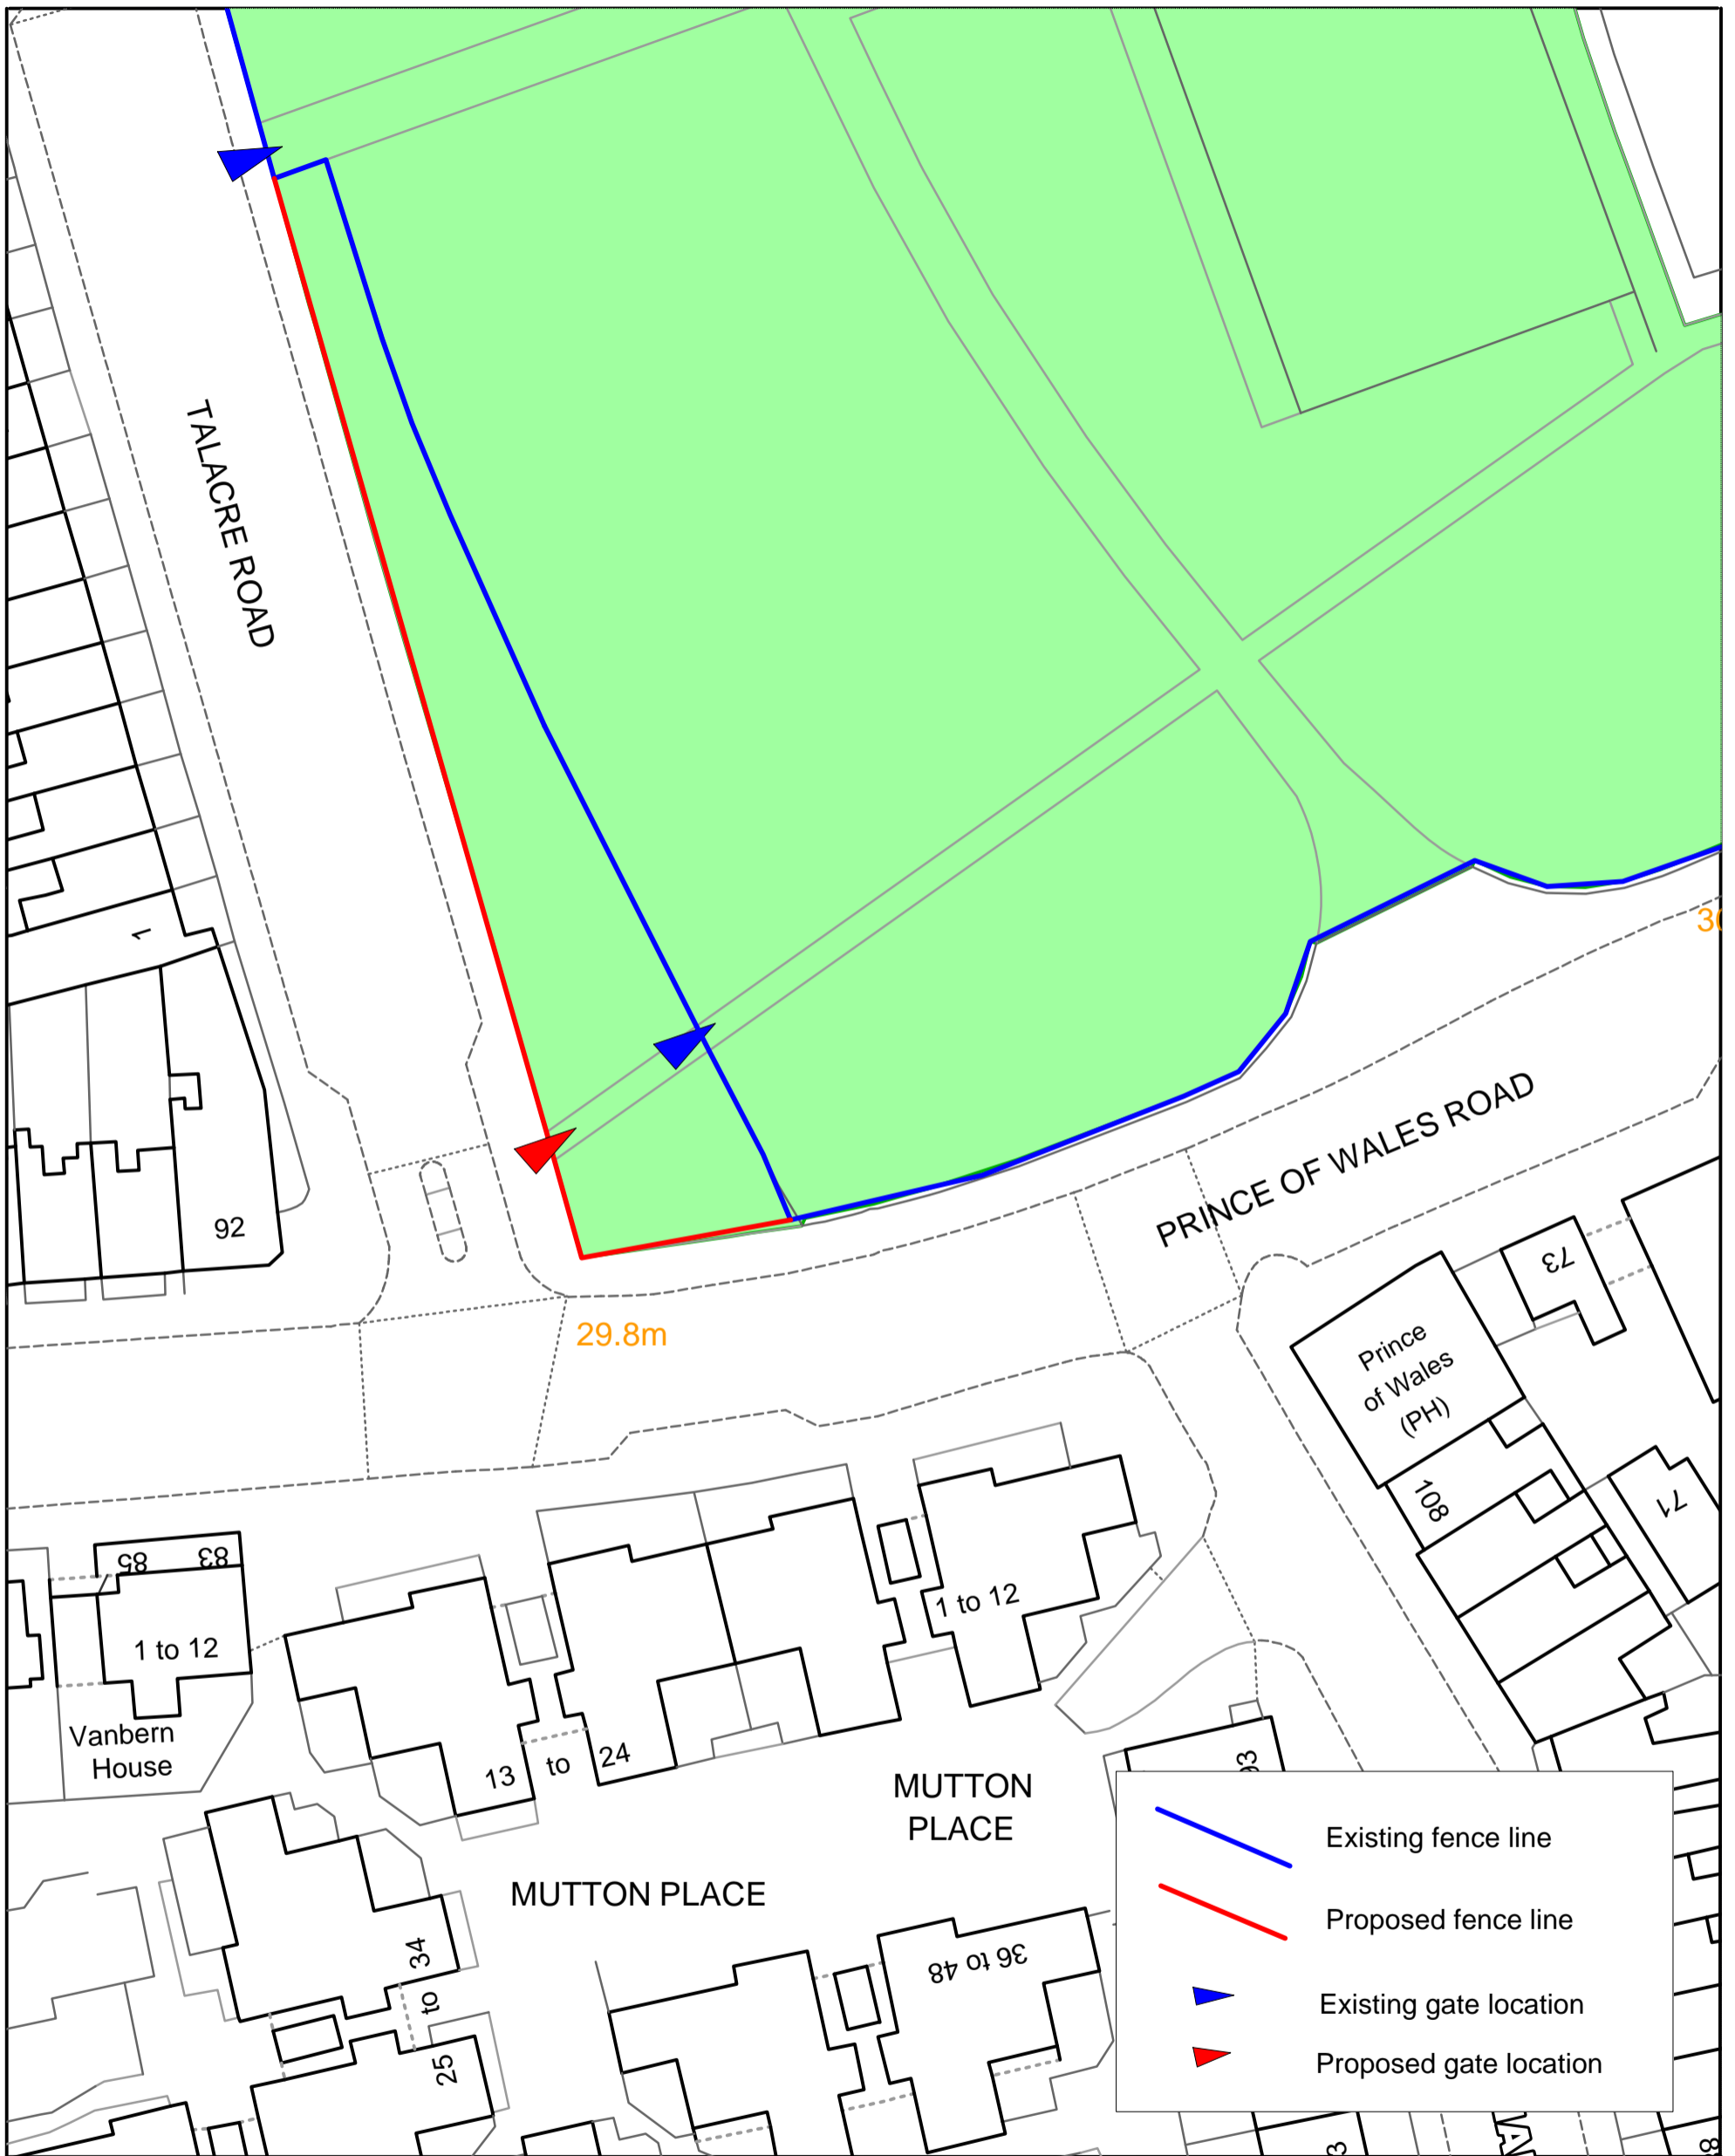 TALACRE ROAD
1
92
30
29.8m
PRINCE OF WALES ROAD
73
Prince
of Wales
(PH)
108
71
85
83
1 to 12
Vanbern
House
1 to 12
13 to 24
MUTTON
PLACE
MUTTON PLACE
93
34
to
25
36 to 48
Existing fence line
Proposed fence line
Existing gate location
Proposed gate location